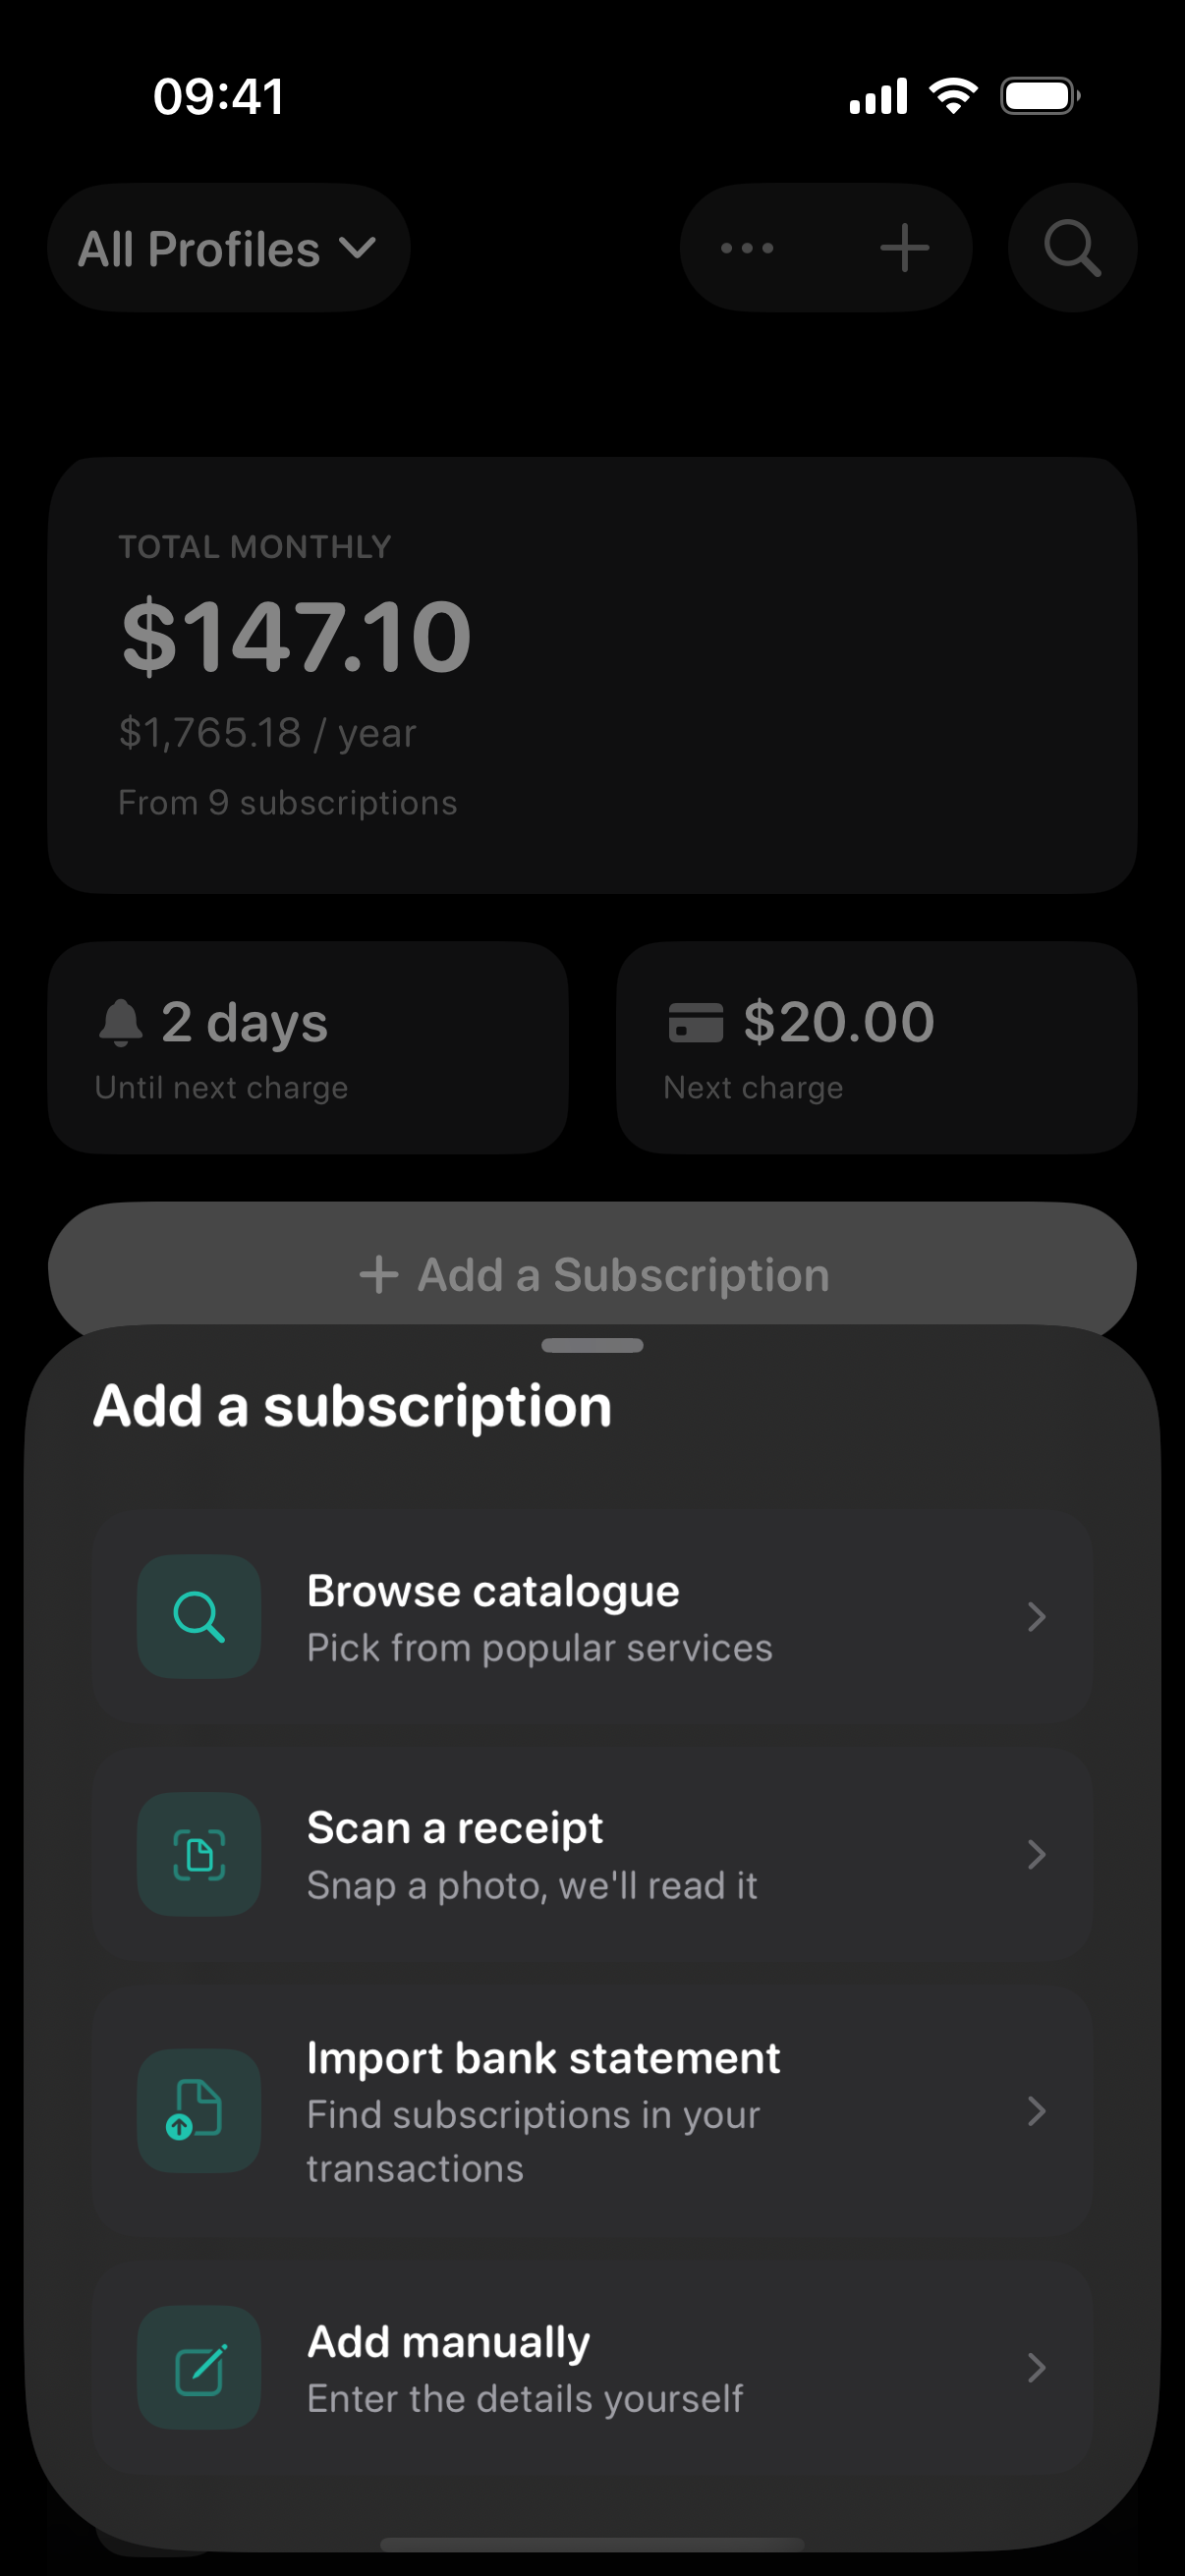 09:41
All Profiles
TOTAL MONTHLY
$147.10
$1,765.18 / year
From 9 subscriptions
2 days
Until next charge
$20.00
Next charge
Add a Subscription
Add a subscription
Browse catalogue
Pick from popular services
Scan a receipt
Snap a photo, we'll read it
Import bank statement
Find subscriptions in your
transactions
Add manually
Enter the details yourself